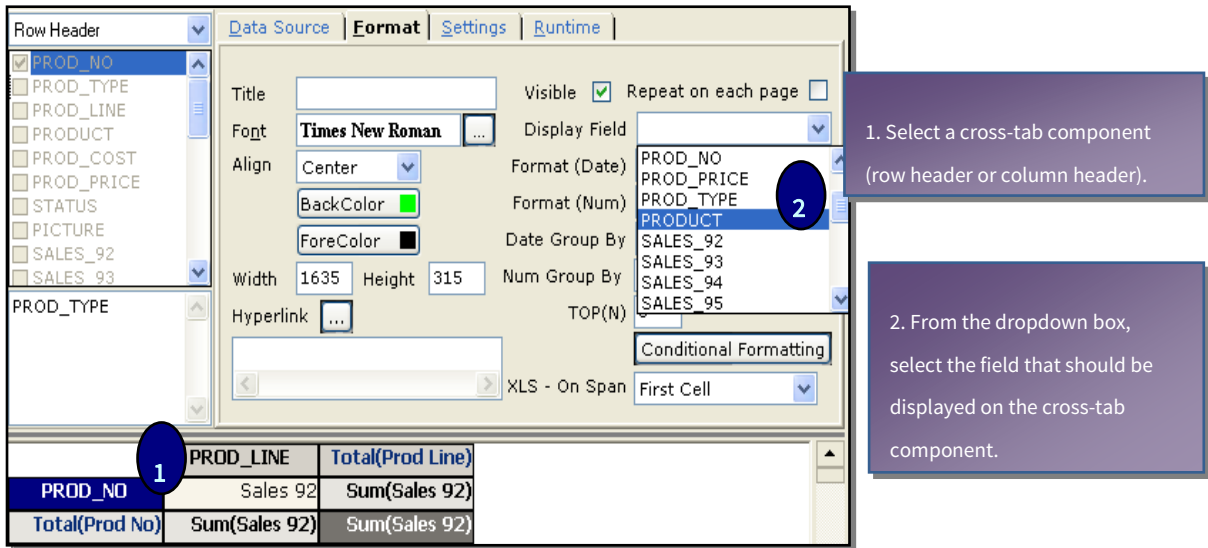 Row Header
Data Source Format Settings Runtime
PROD_NO
PROD_TYPE
PROD_LINE
PRODUCT
PROD_COST
PROD_PRICE
STATUS
PICTURE
SALES_92
SALES_93
PROD_TYPE
Title
Font Times New Roman ...
Align Center
BackColor
ForeColor
Width 1635 Height 315
Hyperlink ...
Visible Repeat on each page
Display Field
Format (Date)
Format (Num)
Date Group By
Num Group By
TOP(N)
PROD_NO
PROD_PRICE
PROD_TYPE
PRODUCT
SALES_92
SALES_93
SALES_94
SALES_95
2
Conditional Formatting
XLS - On Span First Cell
1
PROD_LINE Total(Prod Line)
PROD_NO Sales 92 Sum(Sales 92)
Total(Prod No) Sum(Sales 92) Sum(Sales 92)
1. Select a cross-tab component
(row header or column header).
2. From the dropdown box,
select the field that should be
displayed on the cross-tab
component.